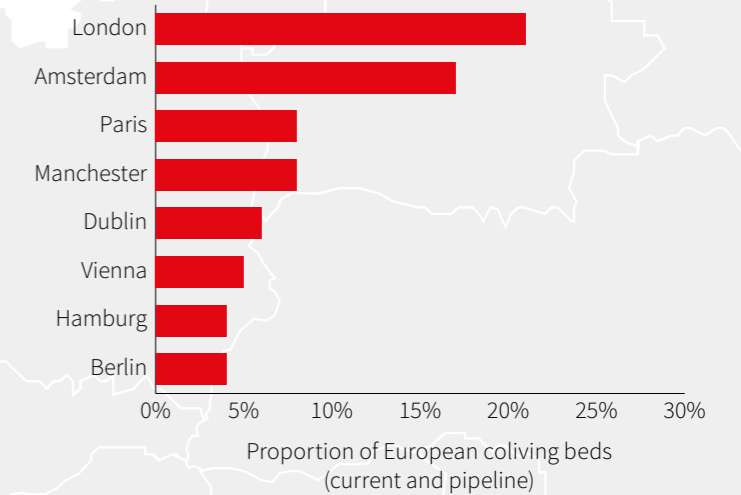 London
Amsterdam
Paris
Manchester
Dublin
Vienna
Hamburg
Berlin
0% 5% 10% 15% 20% 25% 30%
Proportion of European coliving beds
(current and pipeline)